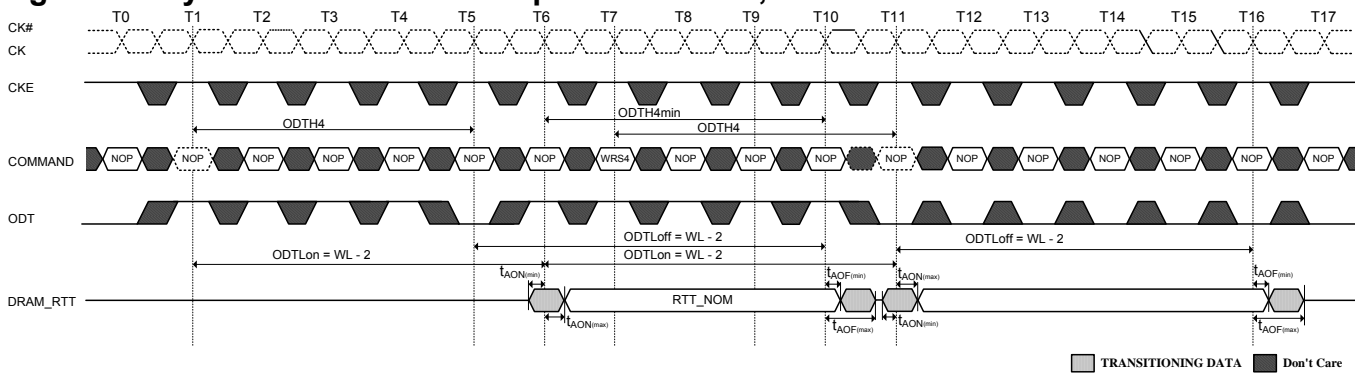 T0 T1 T2 T3 T4 T5 T6 T7 T8 T9 T10 T11 T12 T13 T14 T15 T16 T17
CK#
CK
CKE
ODTH4 ODTH4min
ODTH4
COMMAND NOP NOP NOP NOP NOP NOP NOP WRS4 NOP NOP NOP NOP NOP NOP NOP NOP NOP NOP
ODT
ODTLoff = WL - 2 ODTLoff = WL - 2
ODTLon = WL - 2 ODTLon = WL - 2
tAON(min) tAOF(min) tAON(max) tAOF(min)
DRAM_RTT RTT_NOM
tAON(max) tAOF(max) tAON(min) tAOF(max)
TRANSITIONING DATA Don't Care